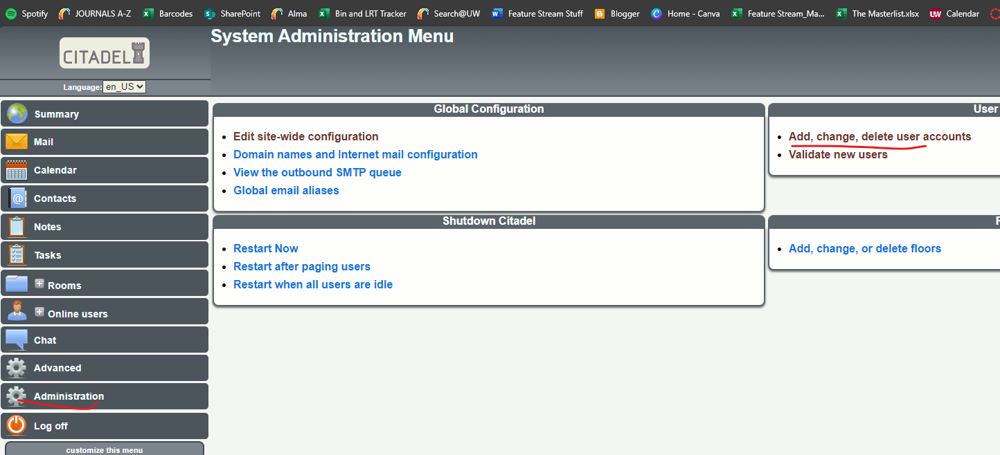 Spotify JOURNALS A-Z Barcodes SharePoint Alma Bin and LRT Tracker Search@UW Feature Stream Stuff Blogger Home - Canva Feature Stream_Ma... The Masterlist.xlsx Calendar
CITADEL
System Administration Menu
Language: en_US
Summary
Mail
Calendar
Contacts
Notes
Tasks
Rooms
Online users
Chat
Advanced
Administration
Log off
customize this menu
Global Configuration
Edit site-wide configuration
Domain names and Internet mail configuration
View the outbound SMTP queue
Global email aliases
User
Add, change, delete user accounts
Validate new users
Shutdown Citadel
Restart Now
Restart after paging users
Restart when all users are idle
Add, change, or delete floors